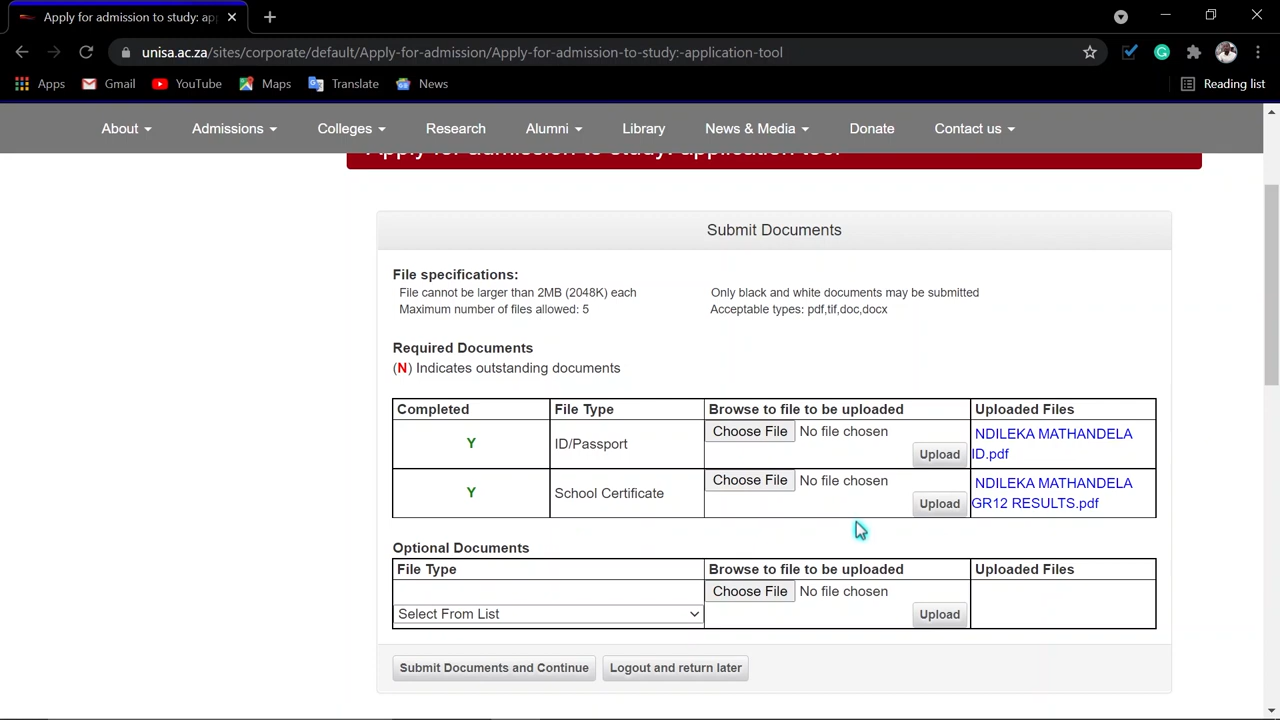 Apply for admission to study: ap
unisa.ac.za/sites/corporate/default/Apply-for-admission/Apply-for-admission-to-study:-application-tool
Apps Gmail YouTube Maps Translate News Reading list
About Admissions Colleges Research Alumni Library News & Media Donate Contact us
Apply for admission to study: application tool
Submit Documents
File specifications:
File cannot be larger than 2MB (2048K) each Only black and white documents may be submitted
Maximum number of files allowed: 5 Acceptable types: pdf,tif,doc,docx
Required Documents
(N) Indicates outstanding documents
Completed File Type Browse to file to be uploaded Uploaded Files
Y ID/Passport Choose File No file chosen Upload NDILEKA MATHANDELA
ID.pdf
Y School Certificate Choose File No file chosen Upload NDILEKA MATHANDELA
GR12 RESULTS.pdf
Optional Documents
File Type Browse to file to be uploaded Uploaded Files
Choose File No file chosen
Select From List Upload
Submit Documents and Continue Logout and return later